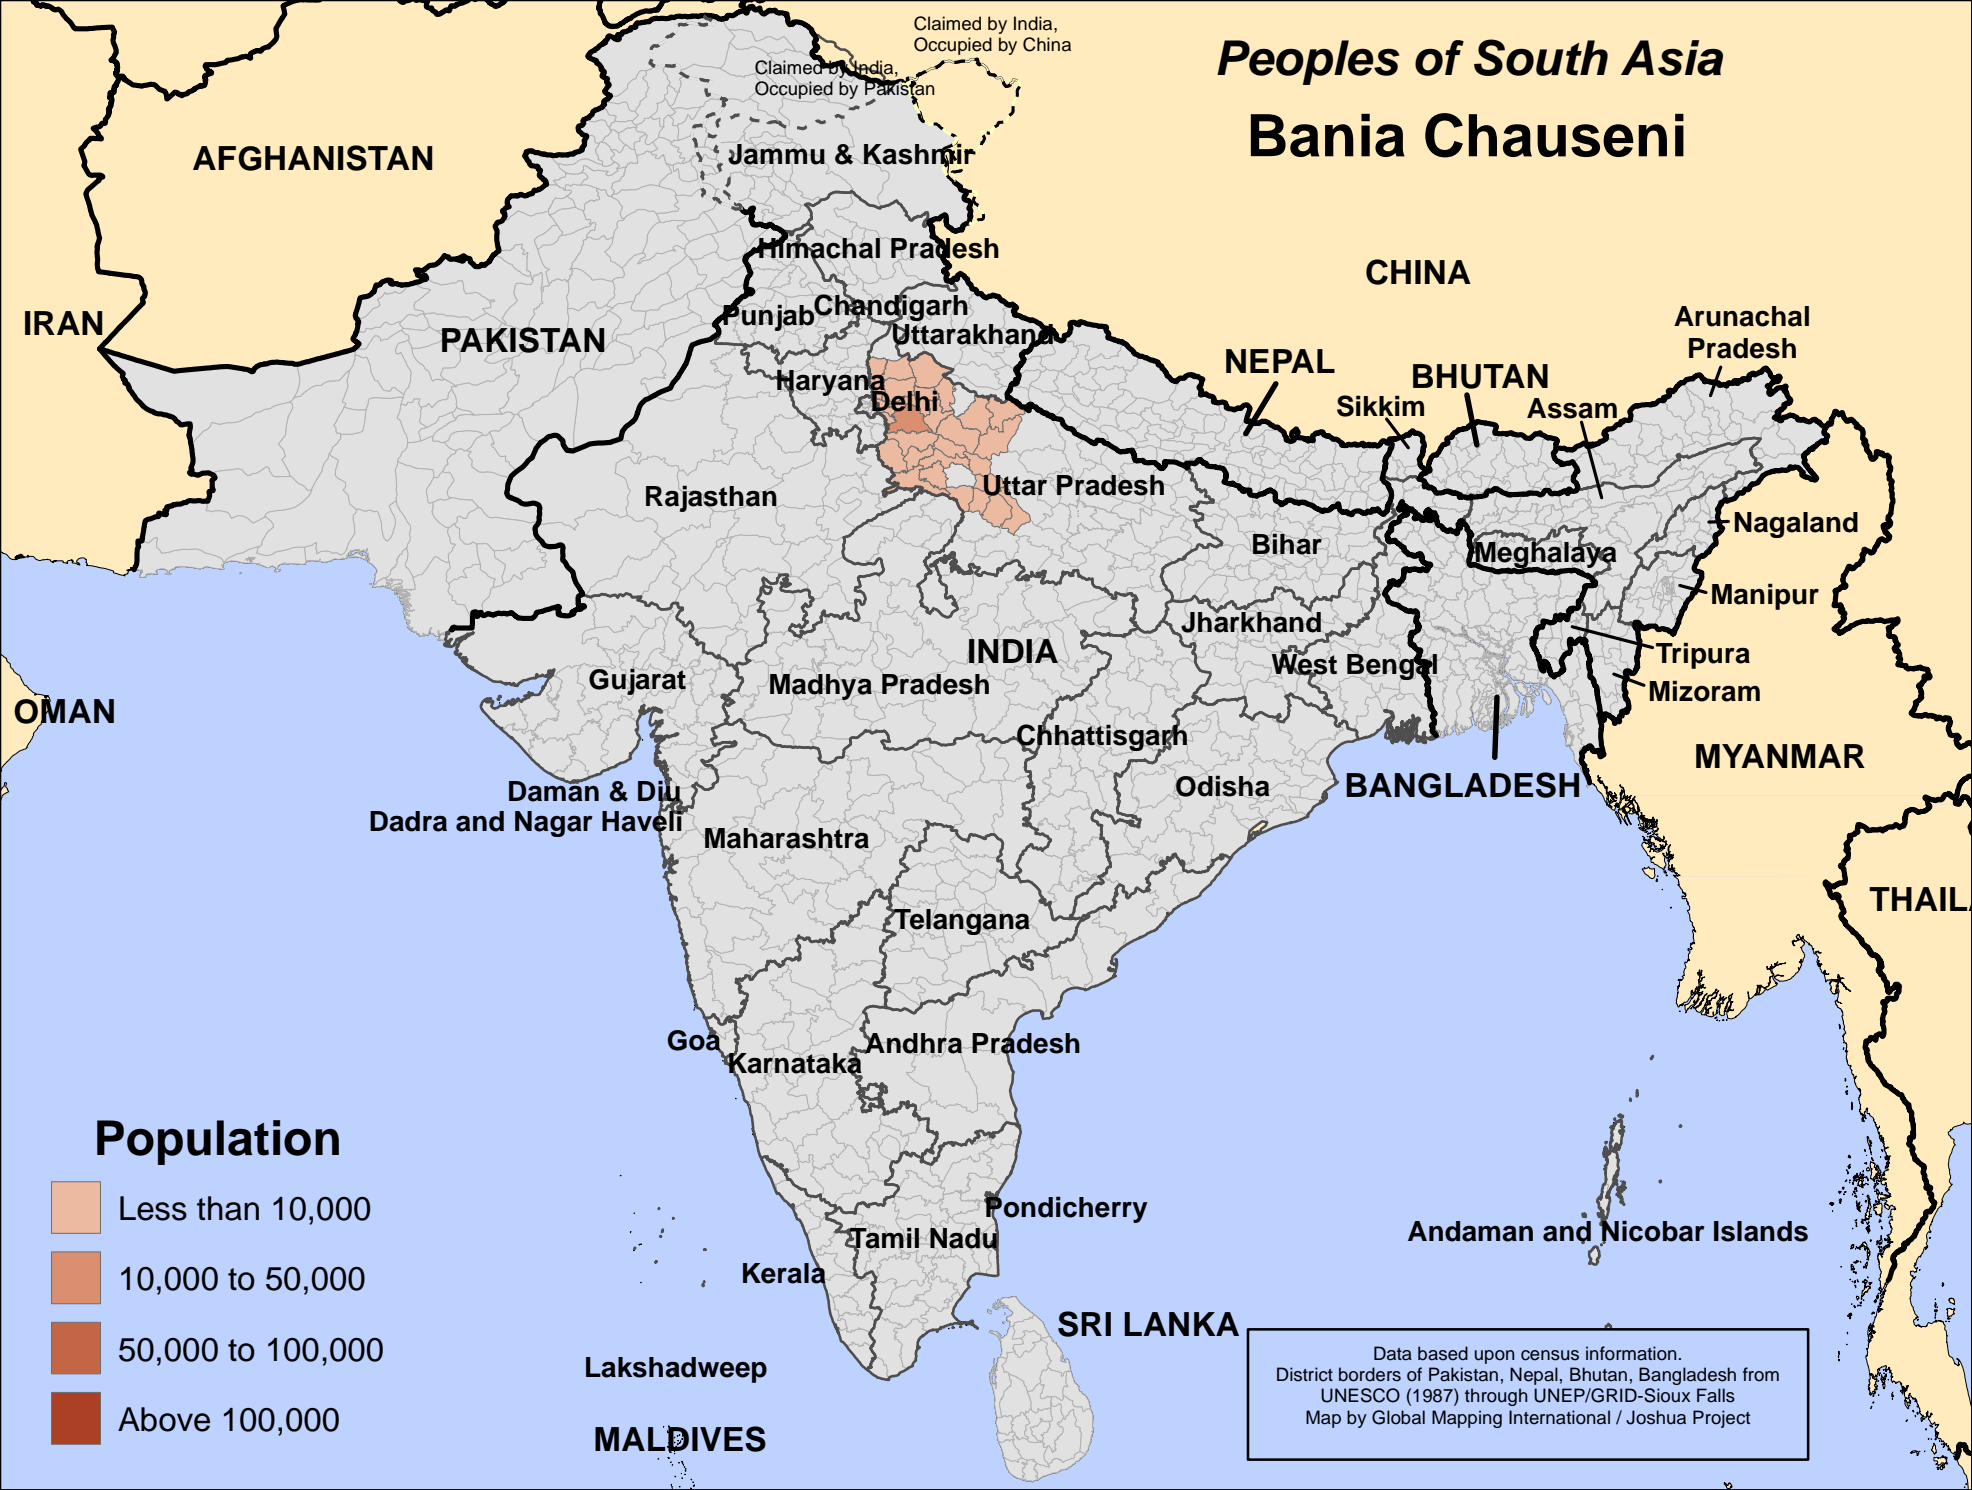 Claimed by India,
Occupied by China
Peoples of South Asia
Claimed by India,
Occupied by Pakistan
Bania Chauseni
AFGHANISTAN
Jammu & Kashmir
Himachal Pradesh
CHINA
IRAN
PAKISTAN
Punjab
Chandigarh
Uttarakhand
Arunachal
Pradesh
NEPAL
BHUTAN
Haryana
Delhi
Sikkim
Assam
Rajasthan
Uttar Pradesh
Bihar
Nagaland
Meghalaya
Manipur
Jharkhand
INDIA
West Bengal
Tripura
Mizoram
Gujarat
Madhya Pradesh
OMAN
Chhattisgarh
MYANMAR
Odisha
BANGLADESH
Daman & Diu
Dadra and Nagar Haveli
Maharashtra
Telangana
THAIL
Goa
Karnataka
Andhra Pradesh
Population
Less than 10,000
10,000 to 50,000
50,000 to 100,000
Above 100,000
Pondicherry
Tamil Nadu
Kerala
Andaman and Nicobar Islands
SRI LANKA
Lakshadweep
MALDIVES
Data based upon census information.
District borders of Pakistan, Nepal, Bhutan, Bangladesh from
UNESCO (1987) through UNEP/GRID-Sioux Falls
Map by Global Mapping International / Joshua Project